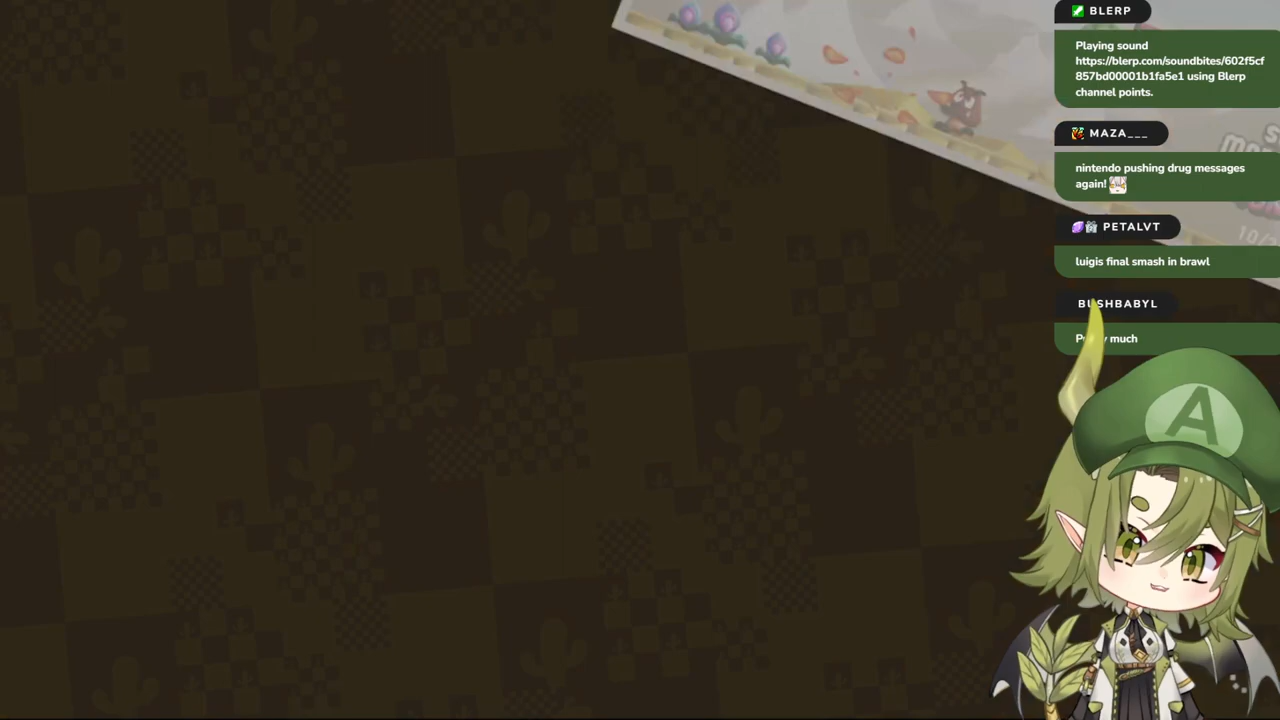 BLERP
Playing sound
https://blerp.com/soundbites/602f5cf
857bd00001b1fa5e1 using Blerp
channel points.
MAZA___
nintendo pushing drug messages
again!
PETALVT
luigis final smash in brawl
BUSHBABYL
much
A